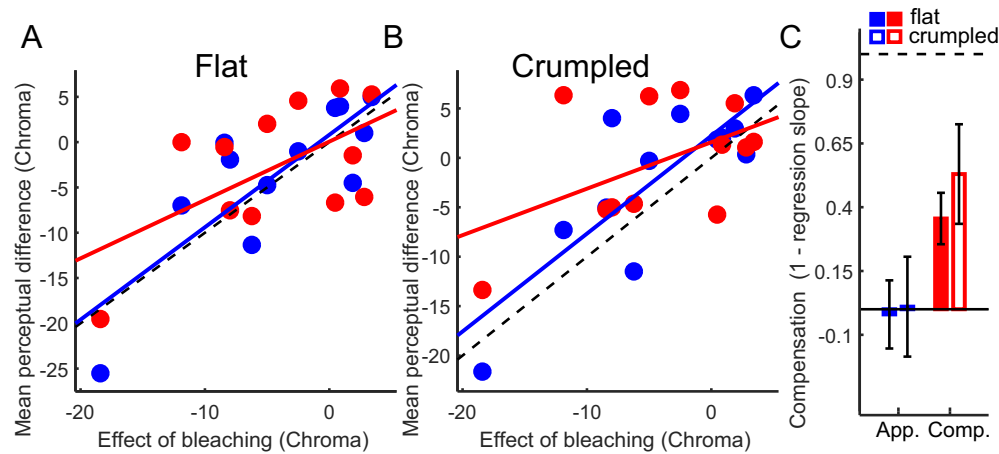 A
Flat
5
0
-5
-10
-15
-20
-25
Mean perceptual difference (Chroma)
-20
-10
0
Effect of bleaching (Chroma)
B
Crumpled
5
0
-5
-10
-15
-20
Mean perceptual difference (Chroma)
-20
-10
0
Effect of bleaching (Chroma)
flat
crumpled
C
0.9
0.65
0.4
0.15
-0.1
Compensation (1 - regression slope)
App. Comp.